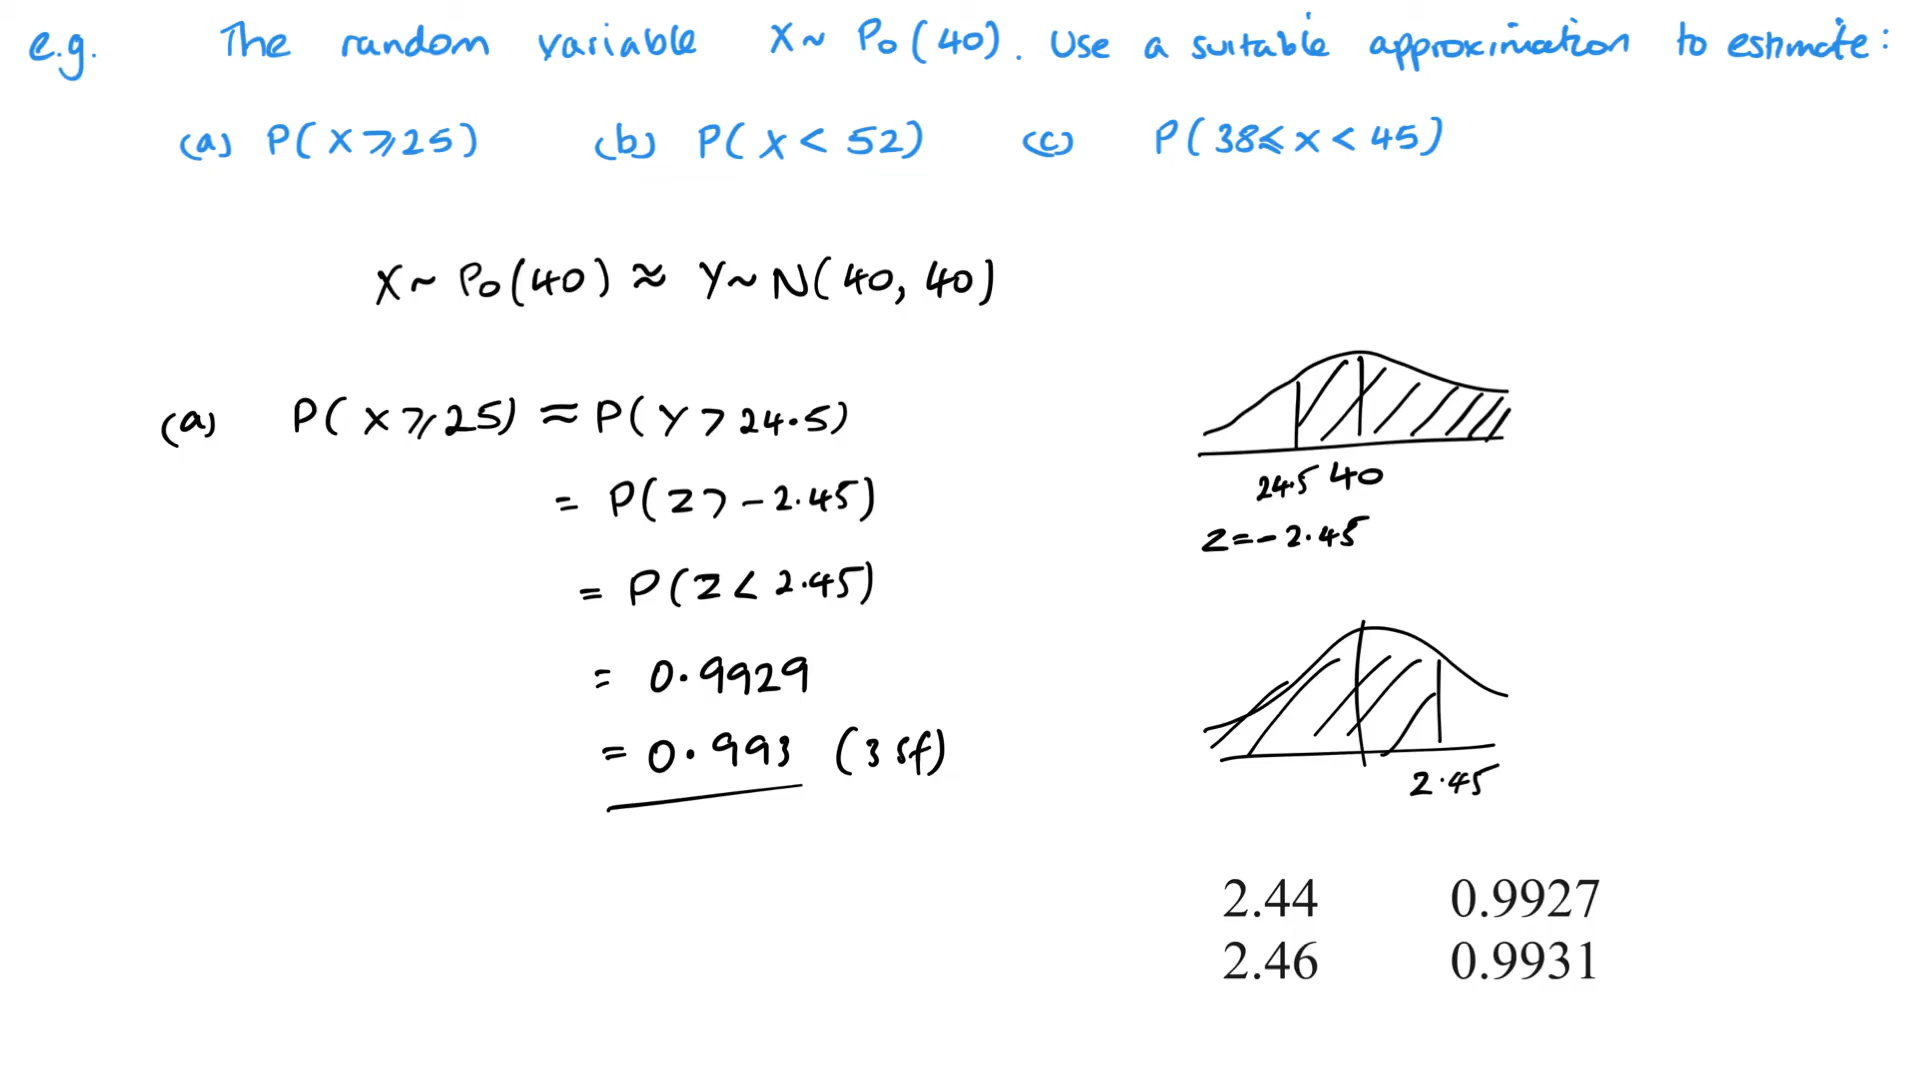 e.g. The random variable X~ Po(40). Use a suitable approximation to estimate:
(a) P(X⩾25) (b) P(X< 52) (c) P(38⩽x<45)
X~ Po(40) ≈ Y~N(40, 40)
(a) P(X⩾25) ≈ P(Y>24.5)
= P(Z>-2.45)
= P(Z<2.45)
= 0.9929
= 0.993 (3 sf)
24.5 40
Z=-2.45
2.45
2.44 0.9927
2.46 0.9931